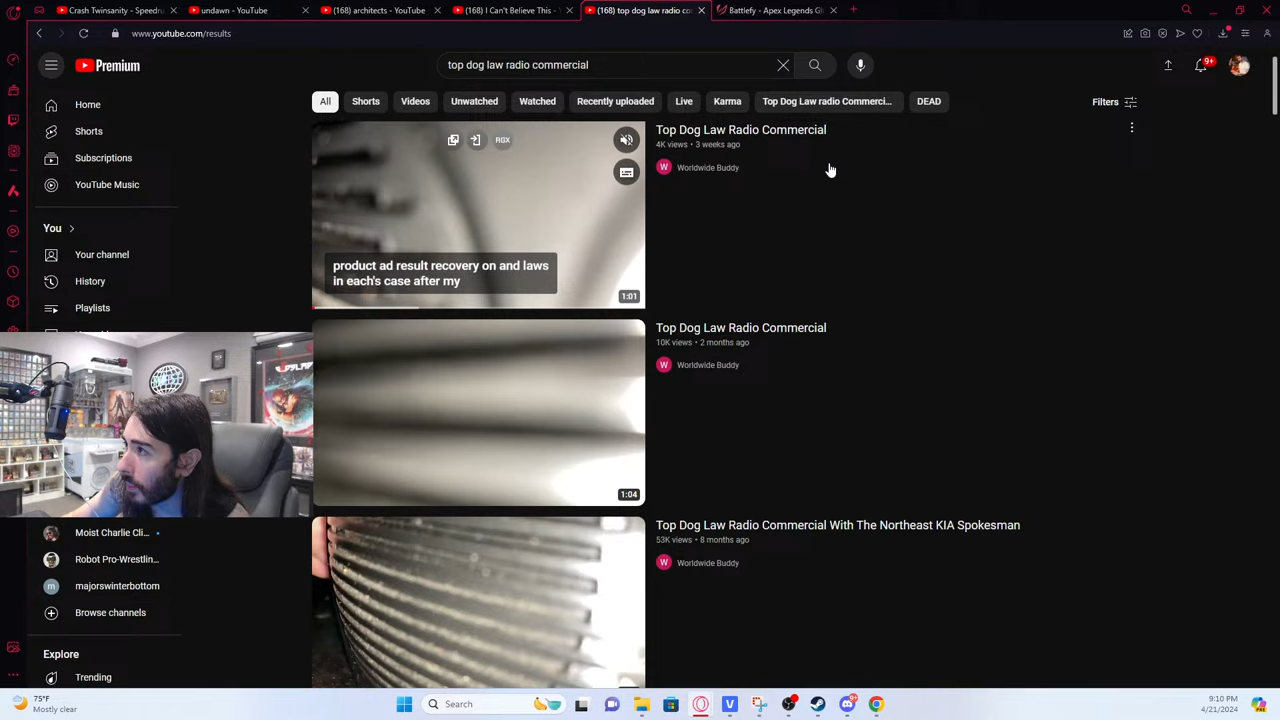 Crash Twinsanity - Speedru
undawn - YouTube
(168) architects - YouTube
(168) I Can't Believe This - 
(168) top dog law radio co
Battlefy - Apex Legends Gl
www.youtube.com/results
Premium
top dog law radio commercial
9+
All
Shorts
Videos
Unwatched
Watched
Recently uploaded
Live
Karma
Top Dog Law radio Commerci...
DEAD
Filters
Home
Shorts
Subscriptions
YouTube Music
You
Your channel
History
Playlists
RGX
product ad result recovery on and laws
in each's case after my
1:01
Top Dog Law Radio Commercial
4K views • 3 weeks ago
W
Worldwide Buddy
1:04
Top Dog Law Radio Commercial
10K views • 2 months ago
W
Worldwide Buddy
Top Dog Law Radio Commercial With The Northeast KIA Spokesman
53K views • 8 months ago
W
Worldwide Buddy
Moist Charlie Cli...
Robot Pro-Wrestlin...
m
majorswinterbottom
Browse channels
Explore
Trending
75°F
Mostly clear
Search
9+
9:10 PM
4/21/2024